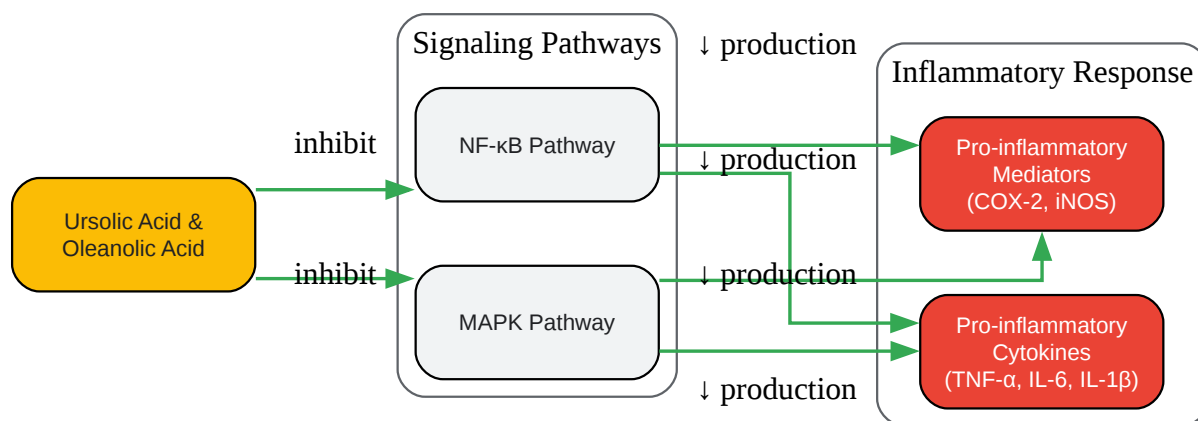 Signaling Pathways
↓ production
Inflammatory Response
inhibit
NF-κB Pathway
↓ production
Pro-inflammatory
Mediators
(COX-2, iNOS)
Ursolic Acid &
Oleanolic Acid
inhibit
↓ production
MAPK Pathway
Pro-inflammatory
Cytokines
(TNF-α, IL-6, IL-1β)
↓ production